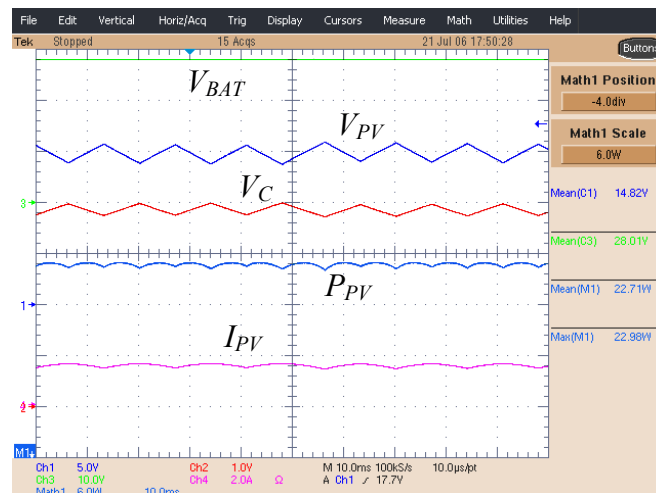 File Edit Vertical Horiz/Acq Trig Display Cursors Measure Math Utilities Help
Tek Stopped 15 Acqs 21 Jul 06 17:50:28
Buttons
V_BAT
V_PV
V_C
P_PV
I_PV
3
1
2
M1
Math1 Position
-4.0div
Math1 Scale
6.0W
Mean(C1) 14.82V
Mean(C3) 28.01V
Mean(M1) 22.71W
Max(M1) 22.98W
Ch1 5.0V Ch2 1.0V M 10.0ms 100kS/s 10.0µs/pt
Ch3 10.0V Ch4 2.0A Ω A Ch1 ∕ 17.7V
Math1 6.0W 10.0ms